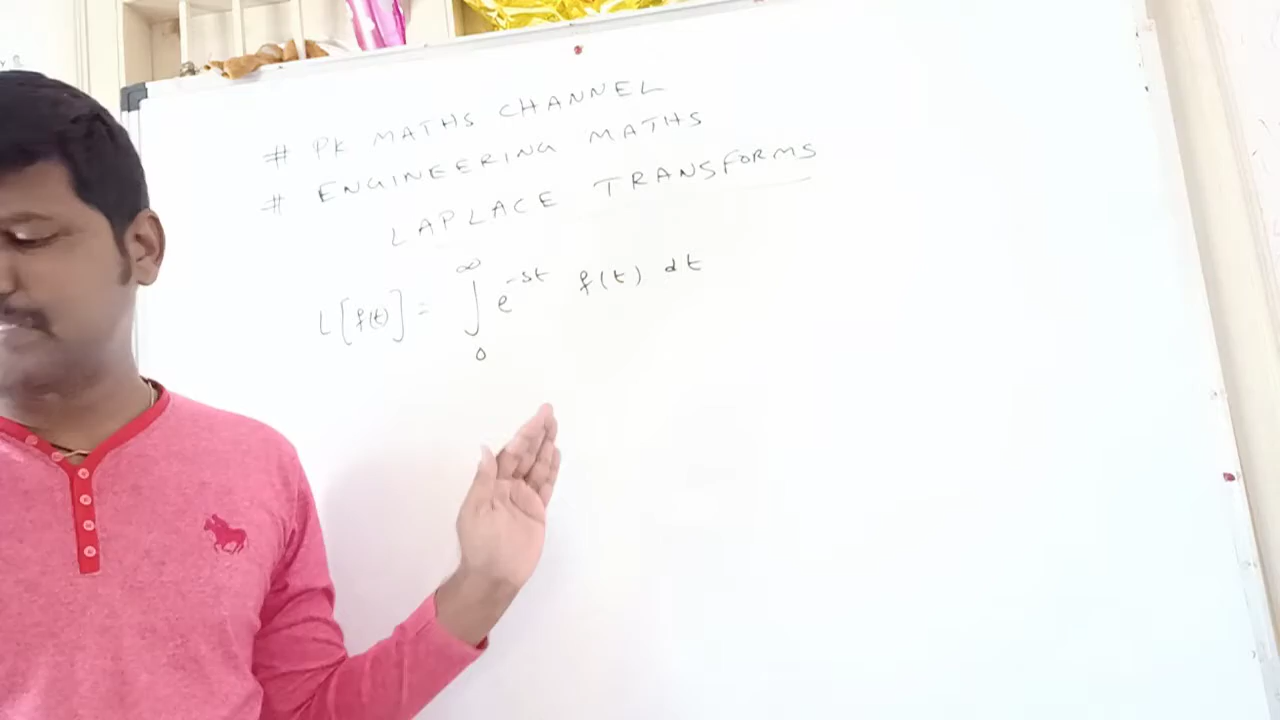 # PK MATHS CHANNEL
# ENGINEERING MATHS
LAPLACE TRANSFORMS
L[f(t)] = ∫₀^∞ e^{-st} f(t) dt